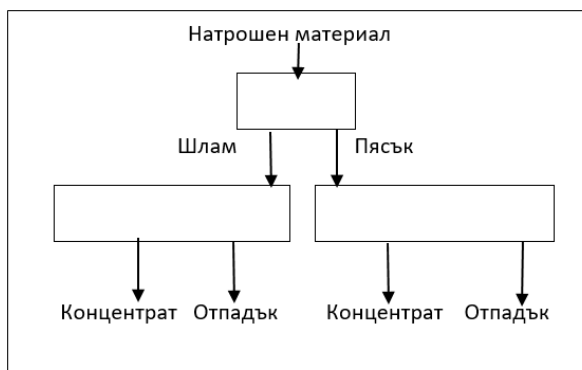 Натрошен материал
Шлам Пясък
Концентрат Отпадък Концентрат Отпадък